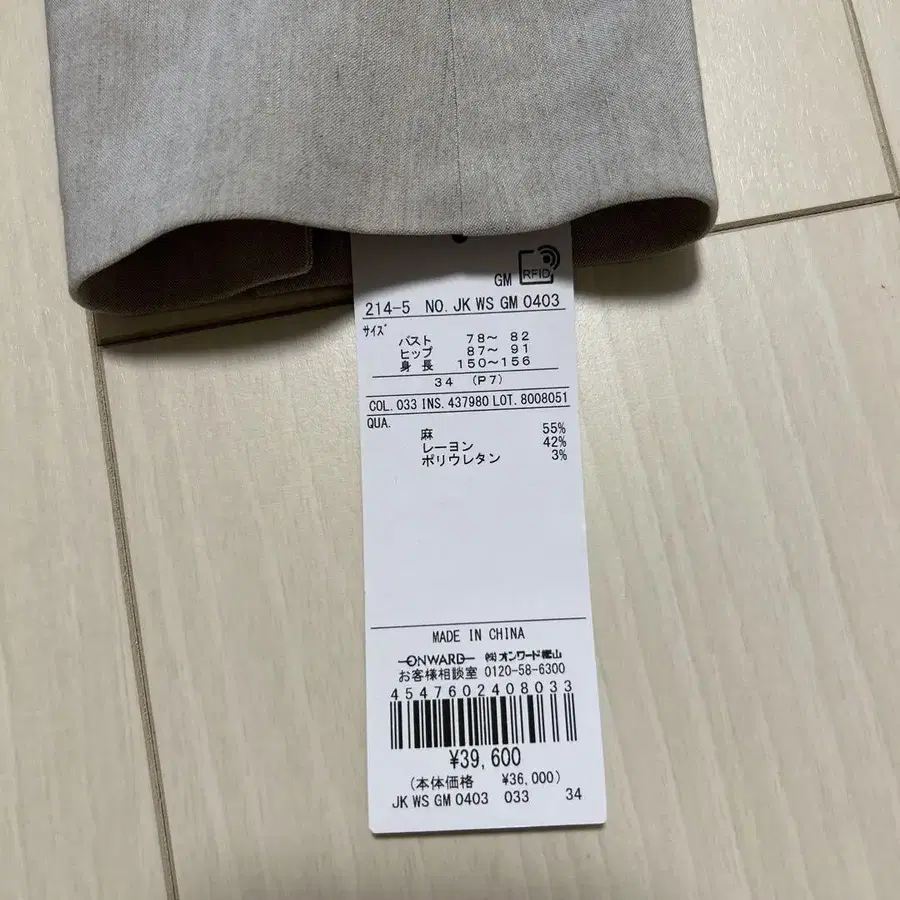 GM RFID
214-5 NO. JK WS GM 0403
ｻｲｽﾞ
バスト 78～ 82
ヒップ 87～ 91
身長 150～156
34 (P7)
COL. 033 INS. 437980 LOT. 8008051
QUA.
麻 55%
レーヨン 42%
ポリウレタン 3%
MADE IN CHINA
ONWARD ㈱オンワード樫山
お客様相談室 0120-58-6300
4547602408033
¥39,600
(本体価格 ¥36,000)
JK WS GM 0403 033 34